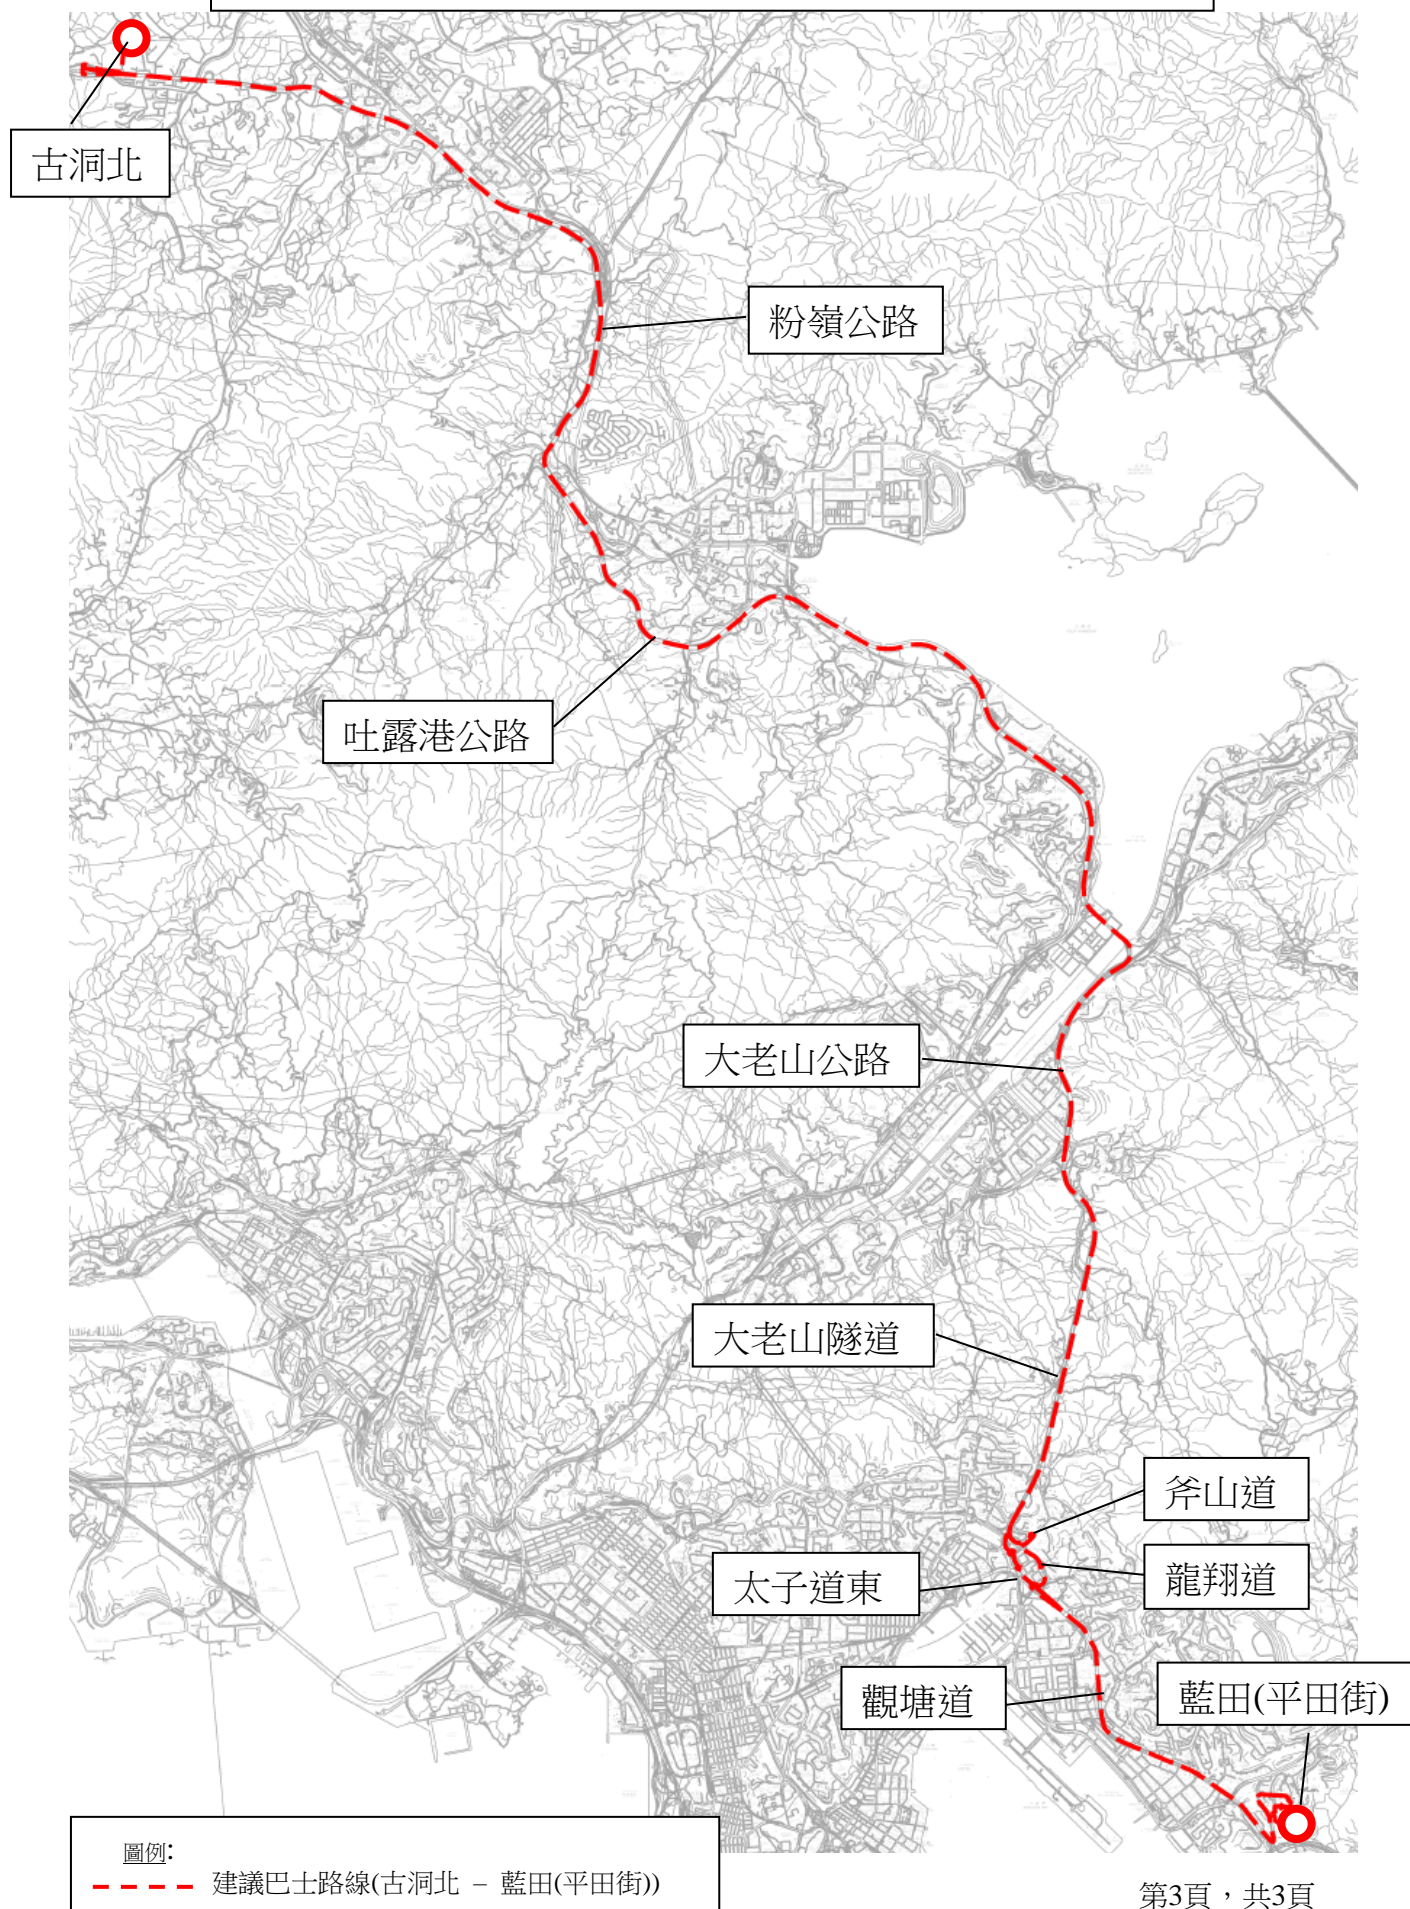 古洞北
粉嶺公路
吐露港公路
大老山公路
大老山隧道
斧山道
太子道東
龍翔道
觀塘道
藍田(平田街)
圖例:
建議巴士路線(古洞北 – 藍田(平田街))
第3頁，共3頁